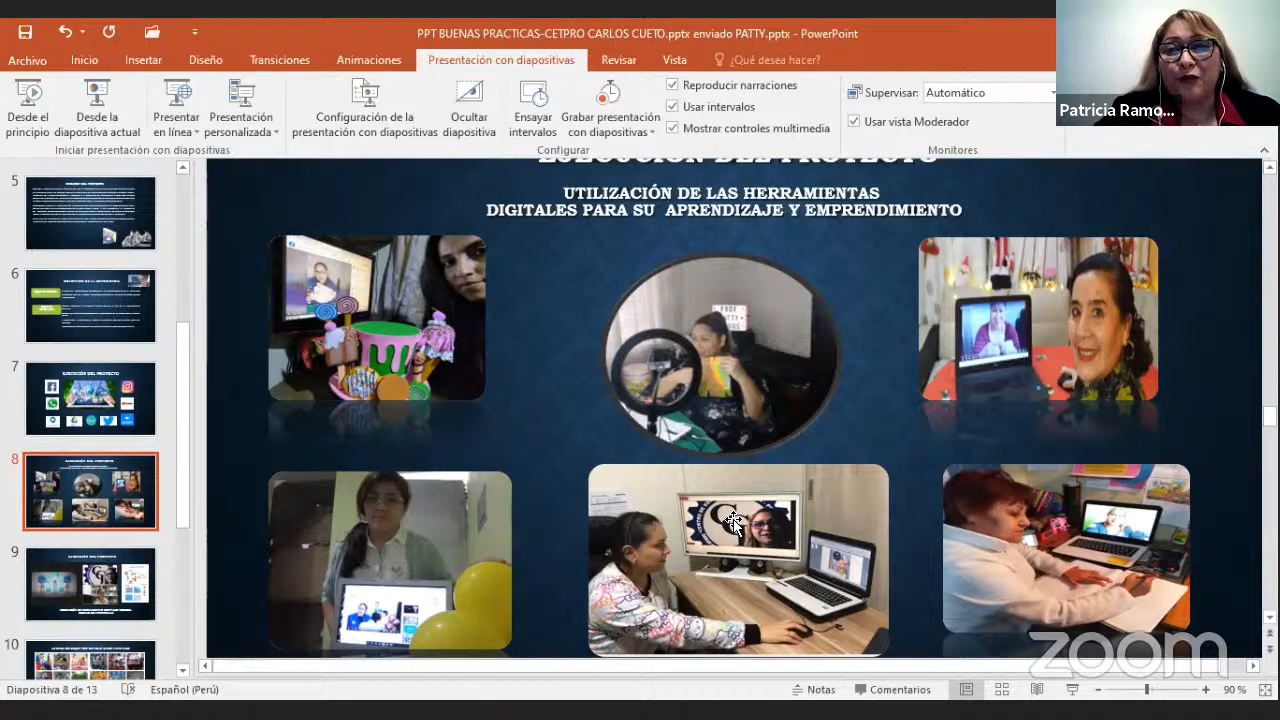 PPT BUENAS PRACTICAS-CETPRO CARLOS CUETO.pptx enviado PATTY.pptx - PowerPoint
Archivo
Inicio
Insertar
Diseño
Transiciones
Animaciones
Presentación con diapositivas
Revisar
Vista
¿Qué desea hacer?
Patricia Ramo...
Desde el principio
Desde la diapositiva actual
Presentar en línea
Presentación personalizada
Configuración de la presentación con diapositivas
Ocultar diapositiva
Ensayar intervalos
Grabar presentación con diapositivas
Reproducir narraciones
Usar intervalos
Mostrar controles multimedia
Supervisar: Automático
Usar vista Moderador
Iniciar presentación con diapositivas
Configurar
Monitores
5
6
7
EJECUCIÓN DEL PROYECTO
8
9
10
EJECUCIÓN DEL PROYECTO
UTILIZACIÓN DE LAS HERRAMIENTAS
DIGITALES PARA SU APRENDIZAJE Y EMPRENDIMIENTO
zoom
Diapositiva 8 de 13
Español (Perú)
Notas
Comentarios
90 %